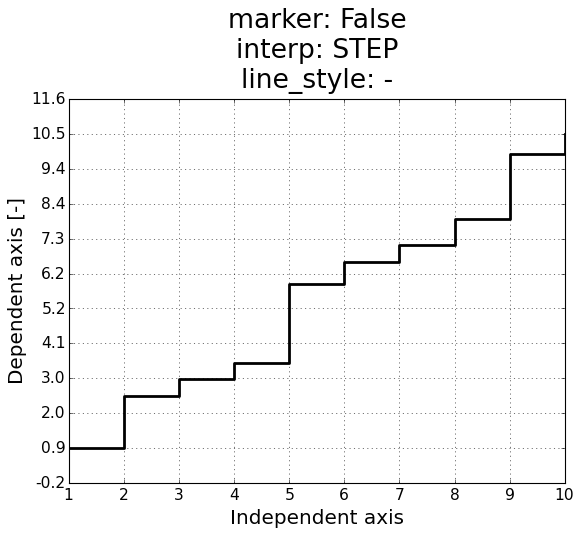 marker: False
interp: STEP
line_style: -
11.6
10.5
9.4
8.4
7.3
6.2
5.2
4.1
3.0
2.0
0.9
-0.2
Dependent axis [-]
1 2 3 4 5 6 7 8 9 10
Independent axis